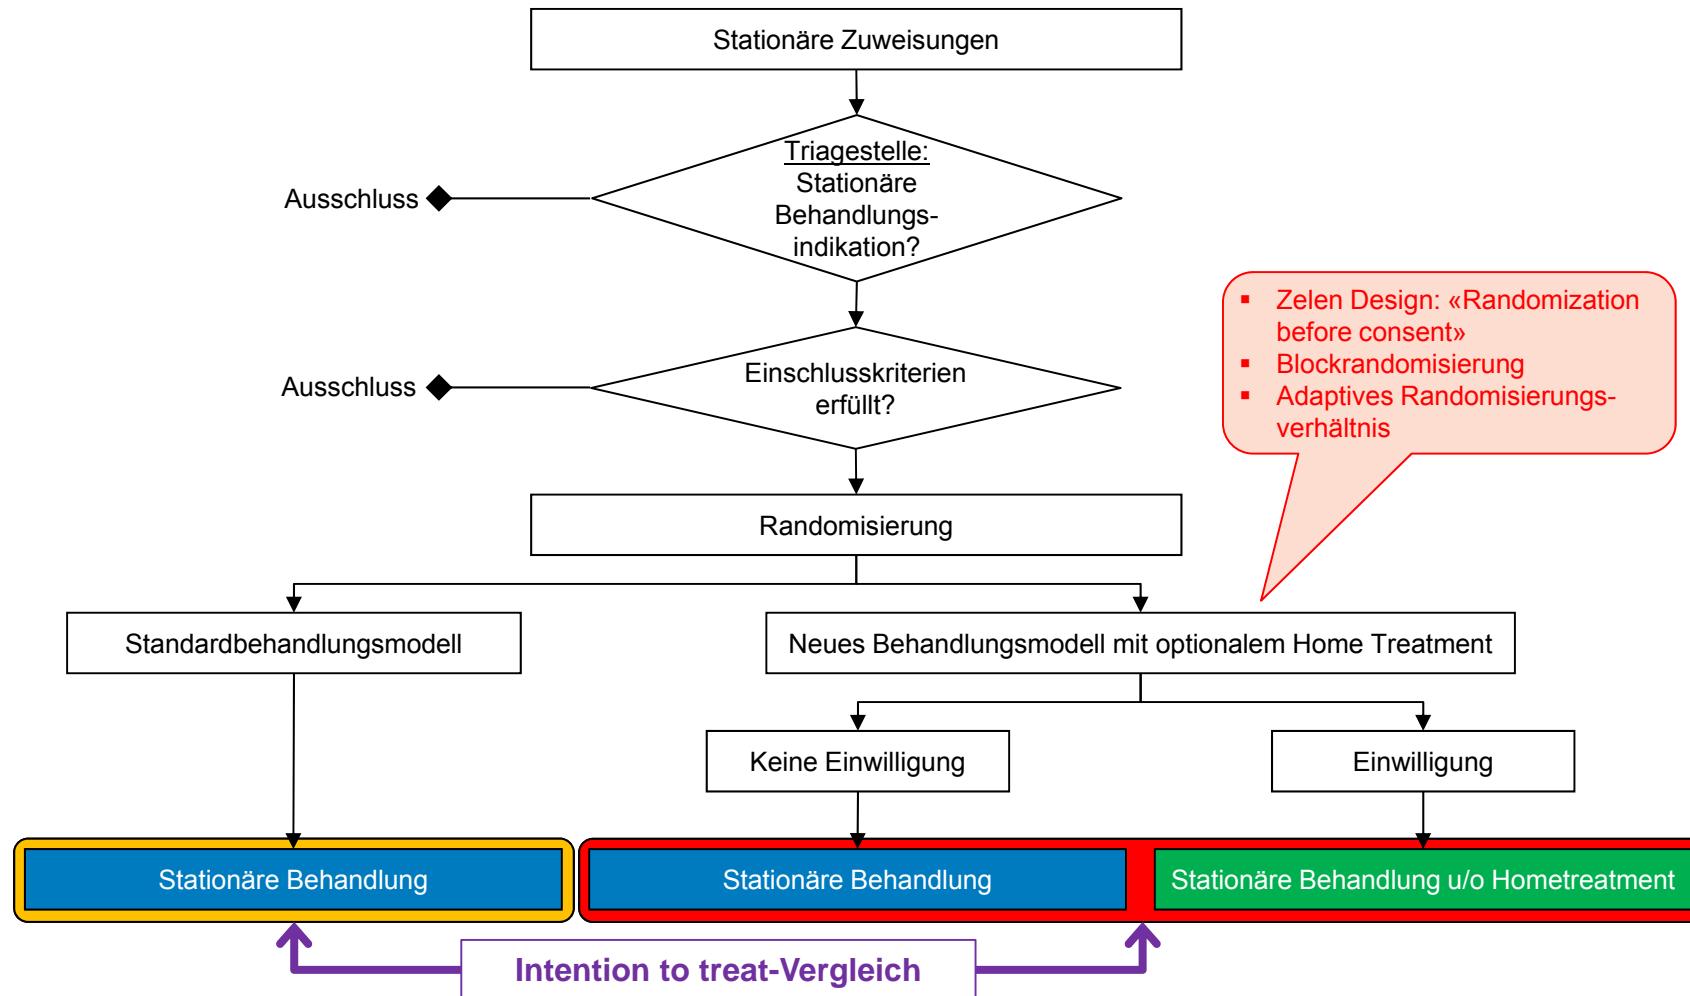 Stationäre Zuweisungen
Triagestelle:
Stationäre
Behandlungs-
indikation?
Ausschluss
Einschlusskriterien
erfüllt?
Ausschluss
▪ Zelen Design: «Randomization
before consent»
▪ Blockrandomisierung
▪ Adaptives Randomisierungs-
verhältnis
Randomisierung
Standardbehandlungsmodell
Neues Behandlungsmodell mit optionalem Home Treatment
Keine Einwilligung
Einwilligung
Stationäre Behandlung
Stationäre Behandlung
Stationäre Behandlung u/o Hometreatment
Intention to treat-Vergleich